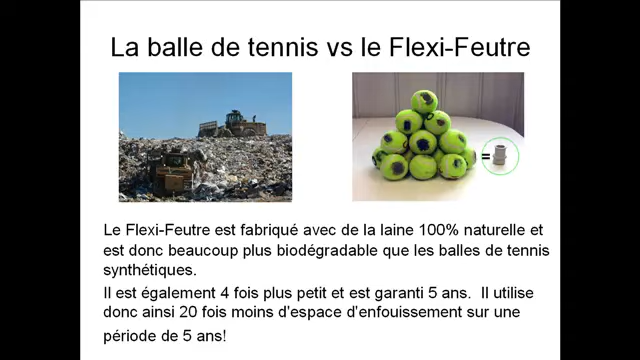 La balle de tennis vs le Flexi-Feutre
=
Le Flexi-Feutre est fabriqué avec de la laine 100% naturelle et
est donc beaucoup plus biodégradable que les balles de tennis
synthétiques.
Il est également 4 fois plus petit et est garanti 5 ans. Il utilise
donc ainsi 20 fois moins d'espace d'enfouissement sur une
période de 5 ans!